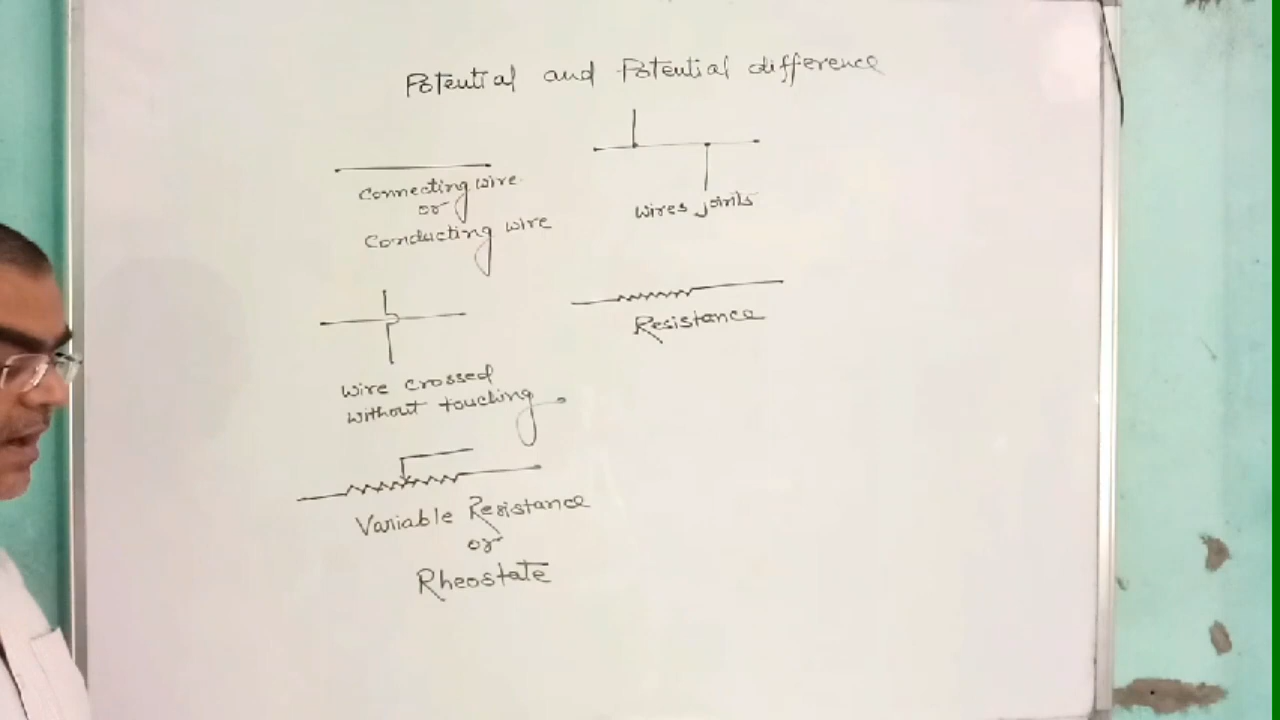 Potential and Potential difference
Connecting wire
or
Conducting wire
Wires joints
Wire crossed
without touching
Resistance
Variable Resistance
or
Rheostate